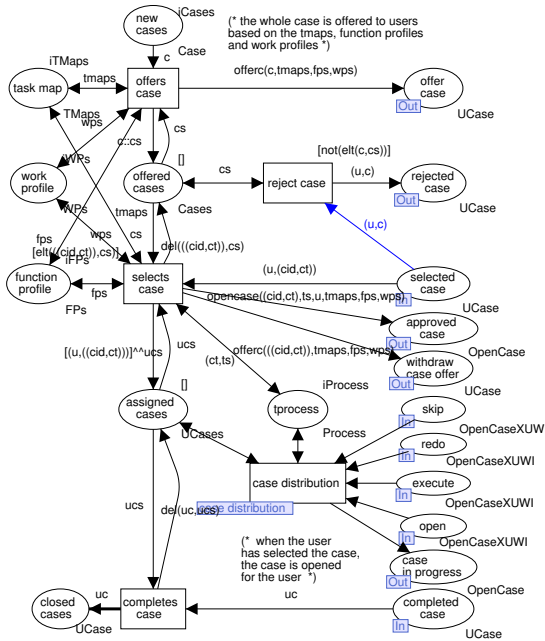 new
cases
iCases
Case
(* the whole case is offered to users
based on the tmaps, function profiles
and work profiles *)
c
iTMaps
task map
tmaps
offers
case
offerc(c,tmaps,fps,wps)
offer
case
Out
UCase
TMaps
wps
c::cs
cs
WPs
[]
work
profile
offered
cases
cs
reject case
[not(elt(c,cs))]
(u,c)
rejected
case
Out
UCase
WPs
tmaps
Cases
(u,c)
fps
wps
cs
[elt(((cid,ct)),cs)]
iFPs
del(((cid,ct)),cs)
function
profile
fps
FPs
selects
case
(u,(cid,ct))
selected
case
In
UCase
opencase((cid,ct),ts,u,tmaps,fps,wps)
approved
case
Out
OpenCase
[(u,((cid,ct)))]^^ucs
ucs
(ct,ts)
offerc(((cid,ct)),tmaps,fps,wps)
withdraw
case offer
Out
UCase
[]
assigned
cases
UCases
iProcess
tprocess
Process
skip
In
OpenCaseXUW
redo
In
OpenCaseXUWI
case distribution
case distribution
execute
In
OpenCaseXUWI
open
In
OpenCaseXUWI
ucs
del(uc,ucs)
(* when the user
has selected the case,
the case is opened
for the user *)
case
in progress
Out
OpenCase
closed
cases
uc
UCase
completes
case
uc
completed
case
In
UCase